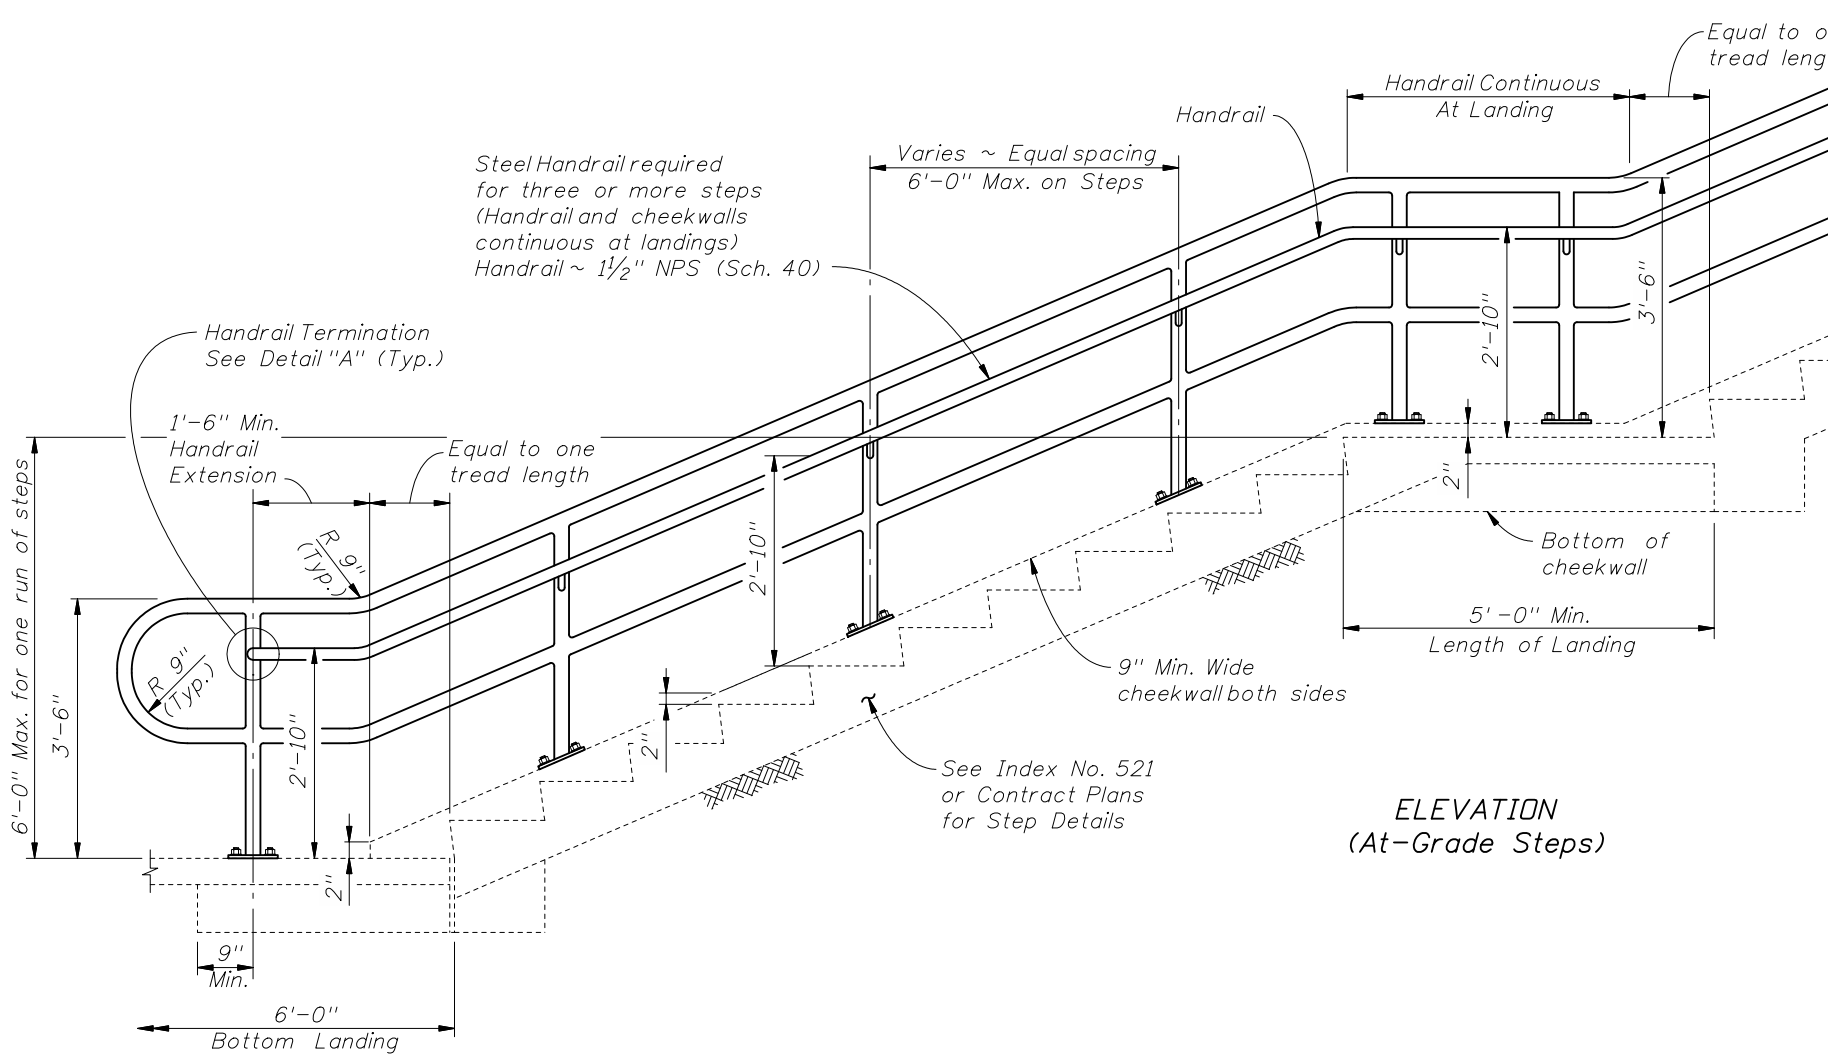 Equal to o
tread leng
Handrail Continuous
At Landing
Handrail
Varies ~ Equal spacing
6'-0" Max. on Steps
Steel Handrail required
for three or more steps
(Handrail and cheekwalls
continuous at landings)
Handrail ~ 1½" NPS (Sch. 40)
Handrail Termination
See Detail "A" (Typ.)
1'-6" Min.
Handrail
Extension
Equal to one
tread length
R 9"
(Typ.)
R 9"
(Typ.)
6'-0" Max. for one run of steps
3'-6"
2'-10"
2"
2"
2'-10"
2'-10"
3'-6"
2"
Bottom of
cheekwall
5'-0" Min.
Length of Landing
9" Min. Wide
cheekwall both sides
See Index No. 521
or Contract Plans
for Step Details
ELEVATION
(At-Grade Steps)
9"
Min.
6'-0"
Bottom Landing